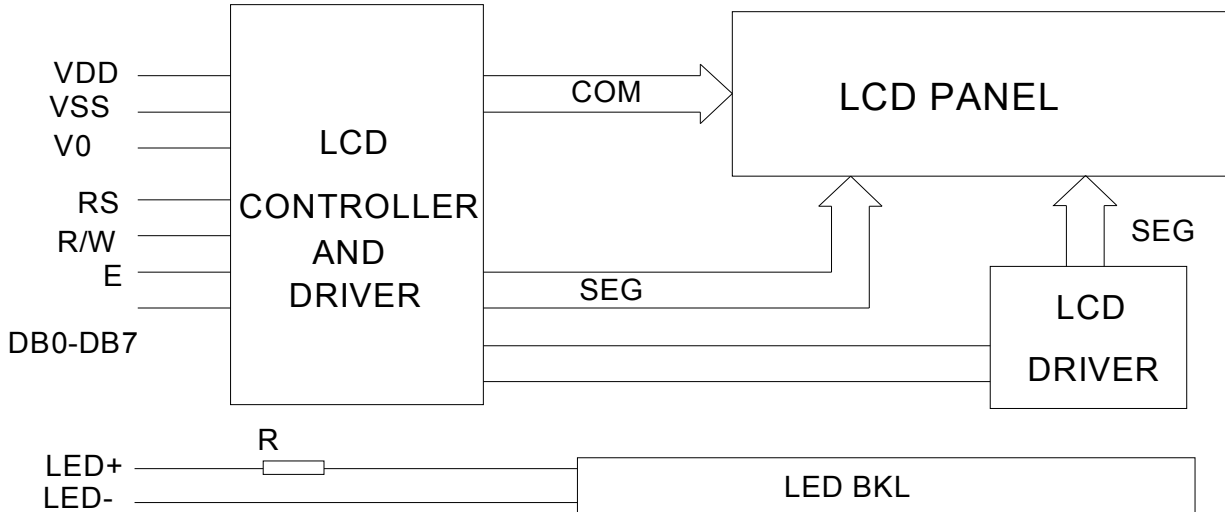 VDD
VSS
V0
RS
R/W
E
DB0-DB7
LCD
CONTROLLER
AND
DRIVER
COM
SEG
LCD PANEL
SEG
LCD
DRIVER
R
LED+
LED-
LED BKL